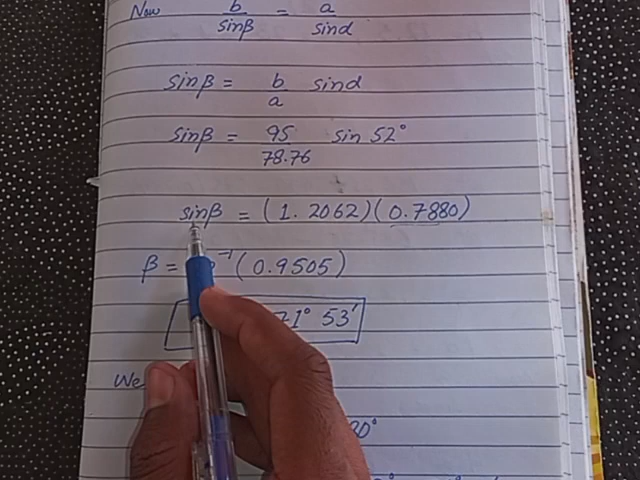 Now b/sinβ = a/sinα
sinβ = b/a sinα
sinβ = 95/78.76 sin 52°
sinβ = (1.2062)(0.7880)
β = ⁻¹(0.9505)
71° 53′
We